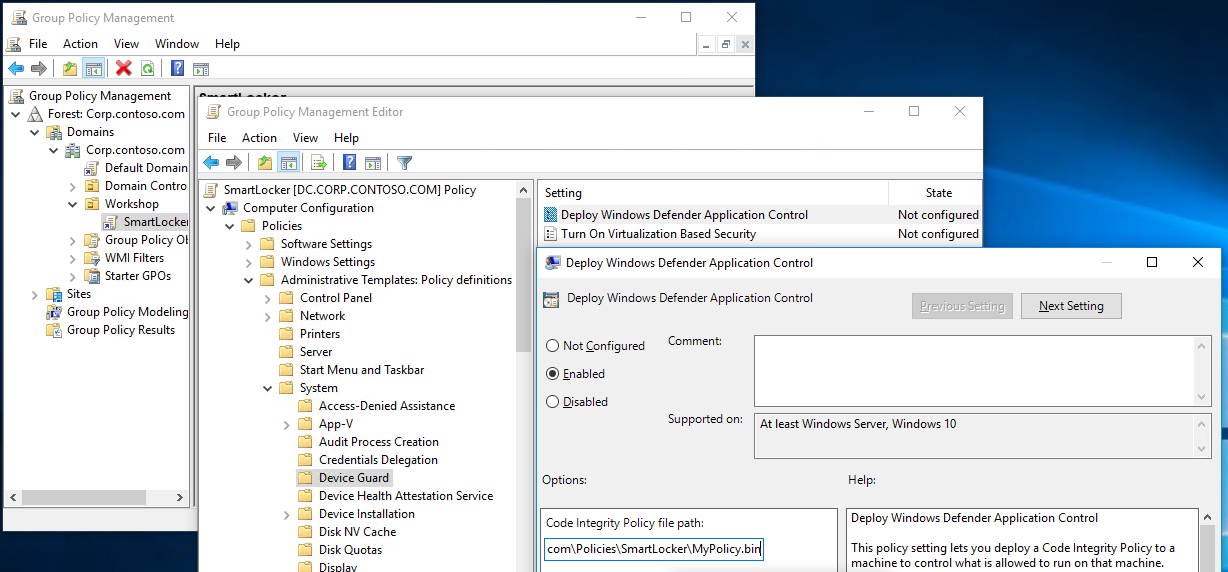 Group Policy Management
File Action View Window Help
Group Policy Management
Forest: Corp.contoso.com
Domains
Corp.contoso.com
Default Domain
Domain Contro
Workshop
SmartLocker
Group Policy Ob
WMI Filters
Starter GPOs
Sites
Group Policy Modeling
Group Policy Results
SmartLocker
Group Policy Management Editor
File Action View Help
SmartLocker [DC.CORP.CONTOSO.COM] Policy
Computer Configuration
Policies
Software Settings
Windows Settings
Administrative Templates: Policy definitions
Control Panel
Network
Printers
Server
Start Menu and Taskbar
System
Access-Denied Assistance
App-V
Audit Process Creation
Credentials Delegation
Device Guard
Device Health Attestation Service
Device Installation
Disk NV Cache
Disk Quotas
Display
Setting State
Deploy Windows Defender Application Control Not configured
Turn On Virtualization Based Security Not configured
Deploy Windows Defender Application Control
Deploy Windows Defender Application Control
Previous Setting Next Setting
Not Configured
Enabled
Disabled
Comment:
Supported on:
At least Windows Server, Windows 10
Options:
Help:
Code Integrity Policy file path:
com\Policies\SmartLocker\MyPolicy.bin
Deploy Windows Defender Application Control
This policy setting lets you deploy a Code Integrity Policy to a
machine to control what is allowed to run on that machine.